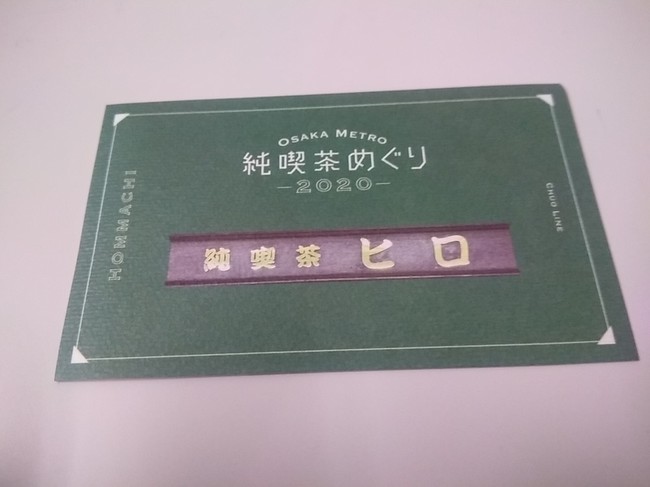 OSAKA METRO
純喫茶めぐり
2020
HOMMACHI
CHUO LINE
純喫茶 ヒロ